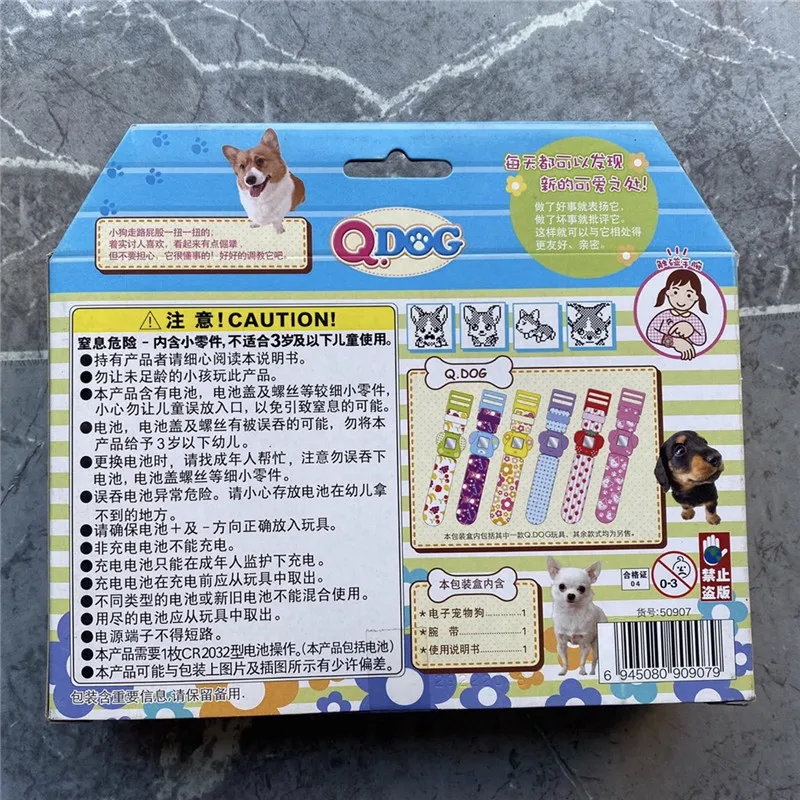 小狗走路屁股一扭一扭的.
着实讨人喜欢, 看起来有点倔犟.
但不要担心, 它很懂事的! 好好的调教它吧.
Q.DOG
每天都可以发现
新的可爱之处!
做了好事就表扬它,
做了坏事就批评它.
这样就可以与它相处得
更友好。亲密.
注意!CAUTION!
窒息危险 - 内含小零件, 不适合3岁及以下儿童使用.
●持有产品者请细心阅读本说明书.
●勿让未足龄的小孩玩此产品.
●本产品含有电池, 电池盖及螺丝等较细小零件,
小心勿让儿童误放入口, 以免引致窒息的可能.
●电池, 电池盖及螺丝有被误吞的可能, 勿将本
产品给予3岁以下幼儿.
●更换电池时, 请找成年人帮忙, 注意勿误吞下
电池, 电池盖及螺丝等细小零件.
●误吞电池异常危险. 请小心存放电池在幼儿拿
不到的地方.
●请确保电池+及-方向正确放入玩具.
●非充电电池不能充电.
●充电电池只能在成年人监护下充电.
●充电电池在充电前应从玩具中取出.
●不同类型的电池或新旧电池不能混合使用.
●用尽的电池应从玩具中取出.
●电源端子不得短路.
●本产品需要1枚CR2032型电池操作。(本产品包括电池)
●本产品可能与包装上图片及插图所示有少许偏差.
包装含重要信息, 请保留备用.
Q.DOG
本包装盒内包括其中一款Q.DOG玩具、其余款式均为另售。
本包装盒内含
★电子宠物狗............1
★腕 带............1
★使用说明书............1
合格证
04
0-3
禁止
盗版
货号:50907
6 945080 909079